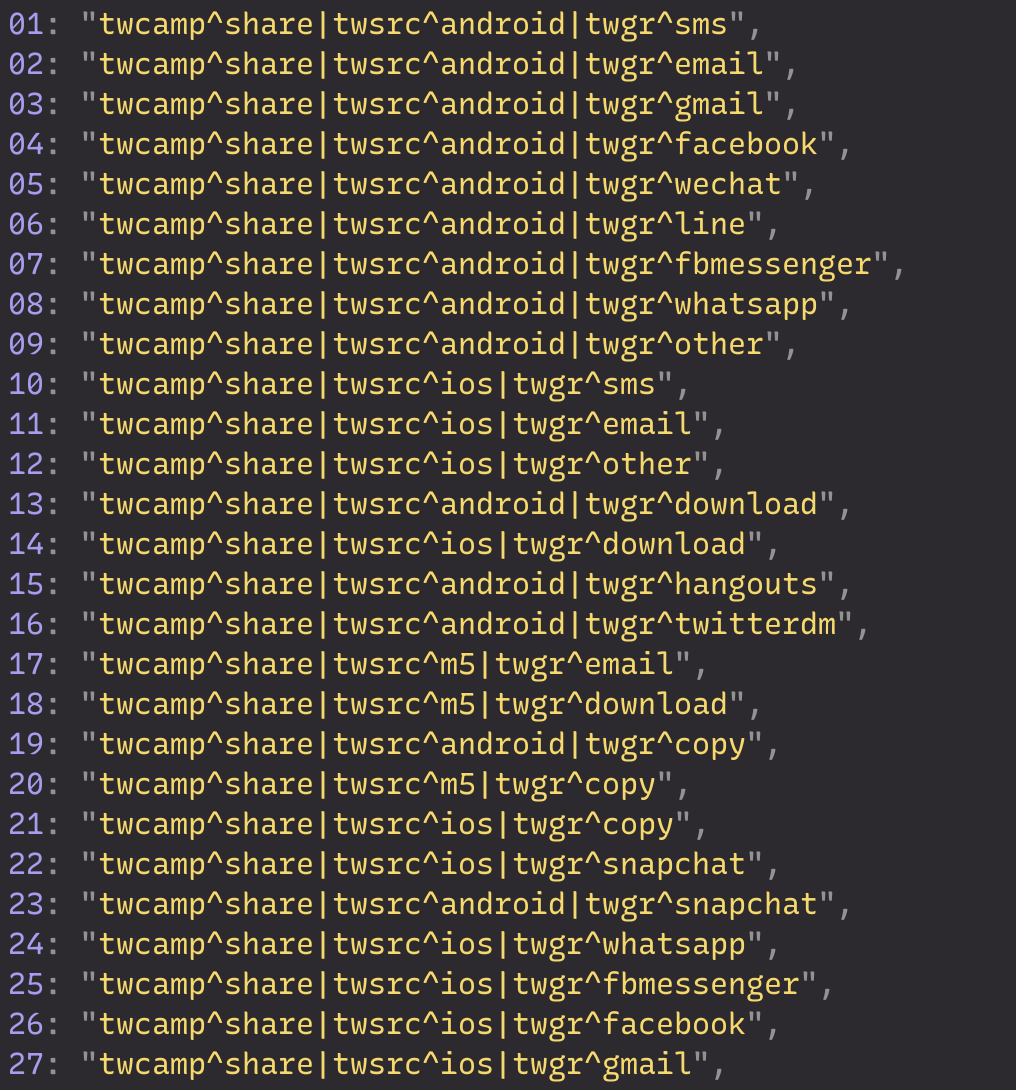 01: "twcamp^share|twsrc^android|twgr^sms",
02: "twcamp^share|twsrc^android|twgr^email",
03: "twcamp^share|twsrc^android|twgr^gmail",
04: "twcamp^share|twsrc^android|twgr^facebook",
05: "twcamp^share|twsrc^android|twgr^wechat",
06: "twcamp^share|twsrc^android|twgr^line",
07: "twcamp^share|twsrc^android|twgr^fbmessenger",
08: "twcamp^share|twsrc^android|twgr^whatsapp",
09: "twcamp^share|twsrc^android|twgr^other",
10: "twcamp^share|twsrc^ios|twgr^sms",
11: "twcamp^share|twsrc^ios|twgr^email",
12: "twcamp^share|twsrc^ios|twgr^other",
13: "twcamp^share|twsrc^android|twgr^download",
14: "twcamp^share|twsrc^ios|twgr^download",
15: "twcamp^share|twsrc^android|twgr^hangouts",
16: "twcamp^share|twsrc^android|twgr^twitterdm",
17: "twcamp^share|twsrc^m5|twgr^email",
18: "twcamp^share|twsrc^m5|twgr^download",
19: "twcamp^share|twsrc^android|twgr^copy",
20: "twcamp^share|twsrc^m5|twgr^copy",
21: "twcamp^share|twsrc^ios|twgr^copy",
22: "twcamp^share|twsrc^ios|twgr^snapchat",
23: "twcamp^share|twsrc^android|twgr^snapchat",
24: "twcamp^share|twsrc^ios|twgr^whatsapp",
25: "twcamp^share|twsrc^ios|twgr^fbmessenger",
26: "twcamp^share|twsrc^ios|twgr^facebook",
27: "twcamp^share|twsrc^ios|twgr^gmail",